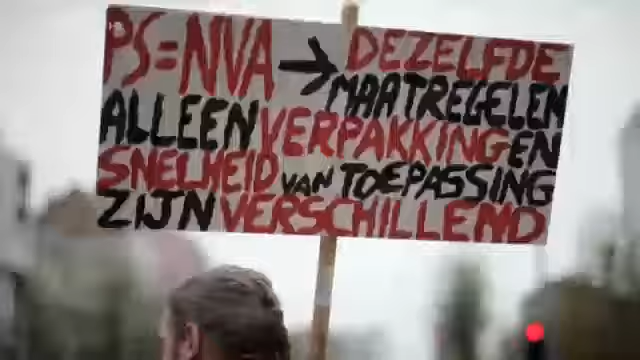 PS=NVA → DEZELFDE
MAATREGELEN
ALLEEN VERPAKKING EN
SNELHEID VAN TOEPASSING
ZIJN VERSCHILLEND